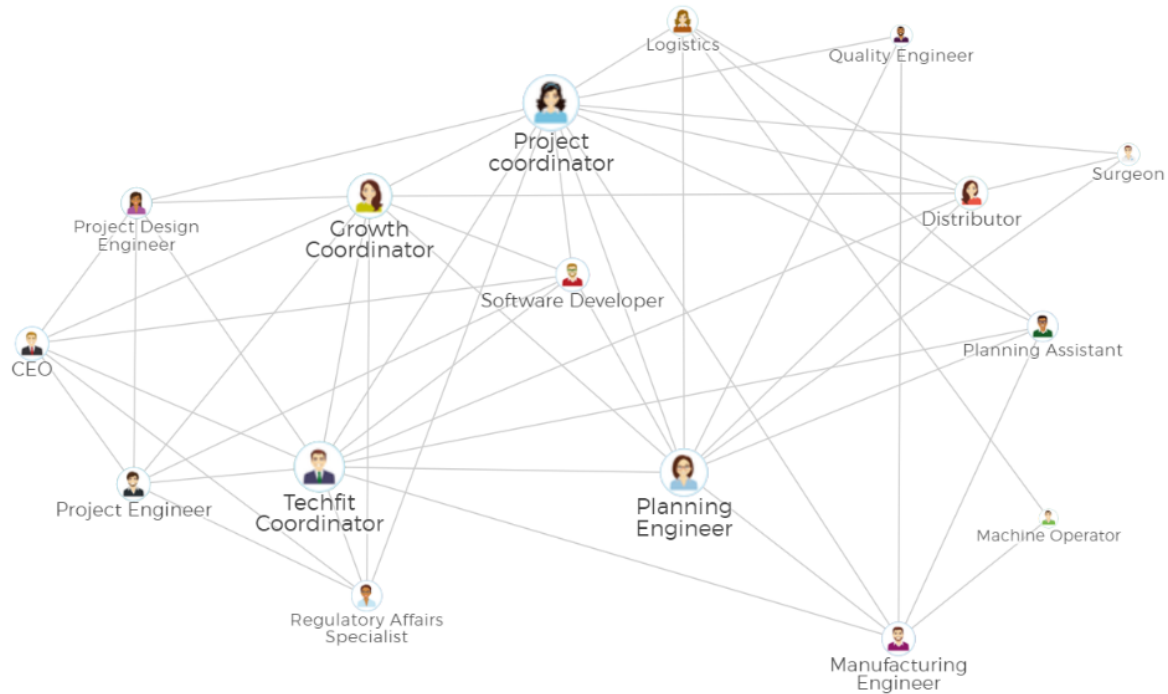 Logistics
Quality Engineer
Project
coordinator
Surgeon
Project Design
Engineer
Growth
Coordinator
Distributor
Software Developer
CEO
Planning Assistant
Project Engineer
Techfit
Coordinator
Planning
Engineer
Machine Operator
Regulatory Affairs
Specialist
Manufacturing
Engineer